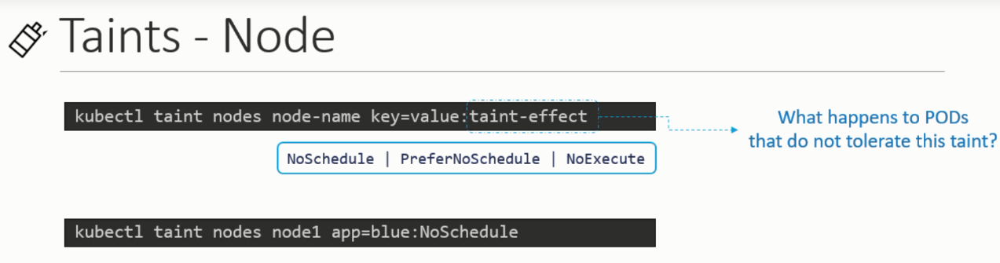 Taints - Node
kubectl taint nodes node-name key=value:taint-effect
What happens to PODs
that do not tolerate this taint?
NoSchedule | PreferNoSchedule | NoExecute
kubectl taint nodes node1 app=blue:NoSchedule